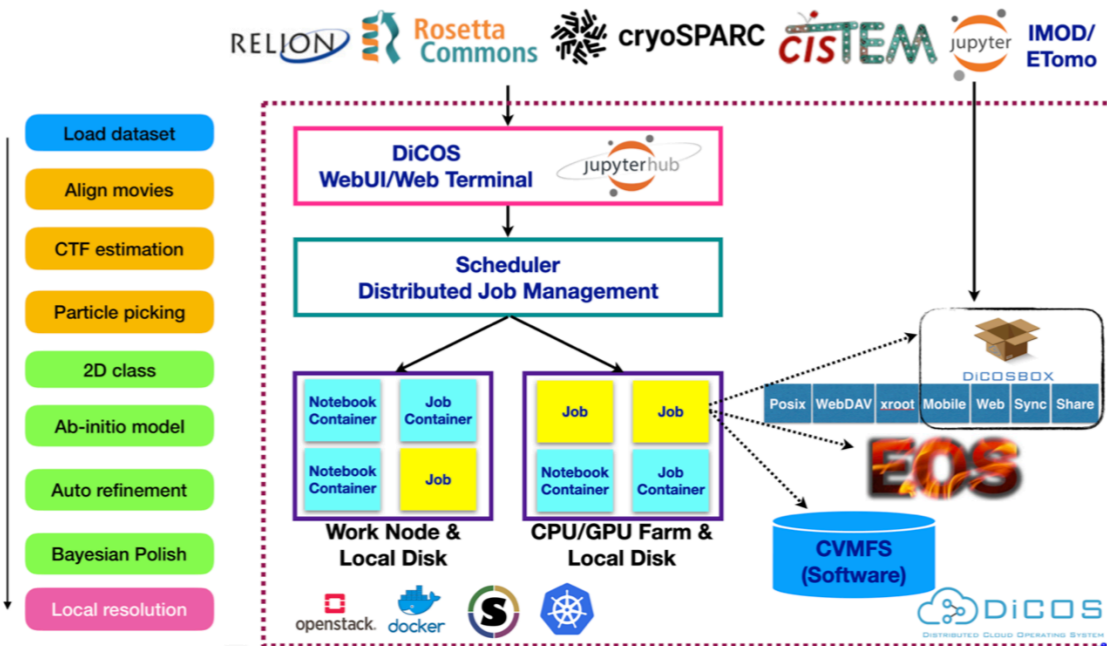 RELION
Rosetta
Commons
cryoSPARC
cisTEM
jupyter
IMOD/
ETomo
Load dataset
Align movies
CTF estimation
Particle picking
2D class
Ab-initio model
Auto refinement
Bayesian Polish
Local resolution
DiCOS
WebUI/Web Terminal
jupyterhub
Scheduler
Distributed Job Management
Notebook
Container
Job
Container
Notebook
Container
Job
Work Node &
Local Disk
Job
Job
Notebook
Container
Job
Container
CPU/GPU Farm &
Local Disk
DiCOSBOX
Posix WebDAV xroot Mobile Web Sync Share
EOS
CVMFS
(Software)
openstack.
docker
S
DiCOS
DISTRIBUTED CLOUD OPERATING SYSTEM